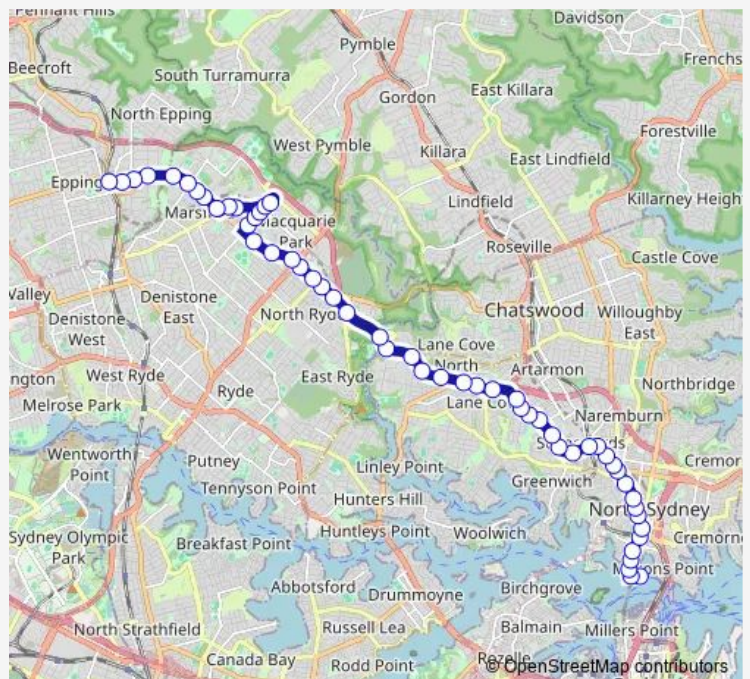 Pennant Hills
Davidson
Pymble
Beecroft
Frenchs
South Turramurra
Gordon
East Killara
North Epping
Forestville
West Pymble
Killara
East Lindfield
Epping
Lindfield
Killarney Heigh
Marsf
Macquarie
Park
Roseville
Castle Cove
Valley
Denistone
East
Chatswood
Willoughby
East
Denistone
West
North Ryd
Lane Cove
North
West Ryde
East Ryde
Artarmon
Northbridge
ngton
Ryde
Melrose Park
Lane Co
Naremburn
Wentworth
Point
Putney
Linley Point
Greenwich
Cremor
Tennyson Point
Hunters Hill
North Sydney
Sydney Olympic
Park
Breakfast Point
Huntleys Point
Woolwich
Cremorne
Milsons Point
Abbotsford
Drummoyne
Birchgrove
North Strathfield
Russell Lea
Balmain
Millers Point
Canada Bay
Rodd Point
Rozelle
© OpenStreetMap contributors